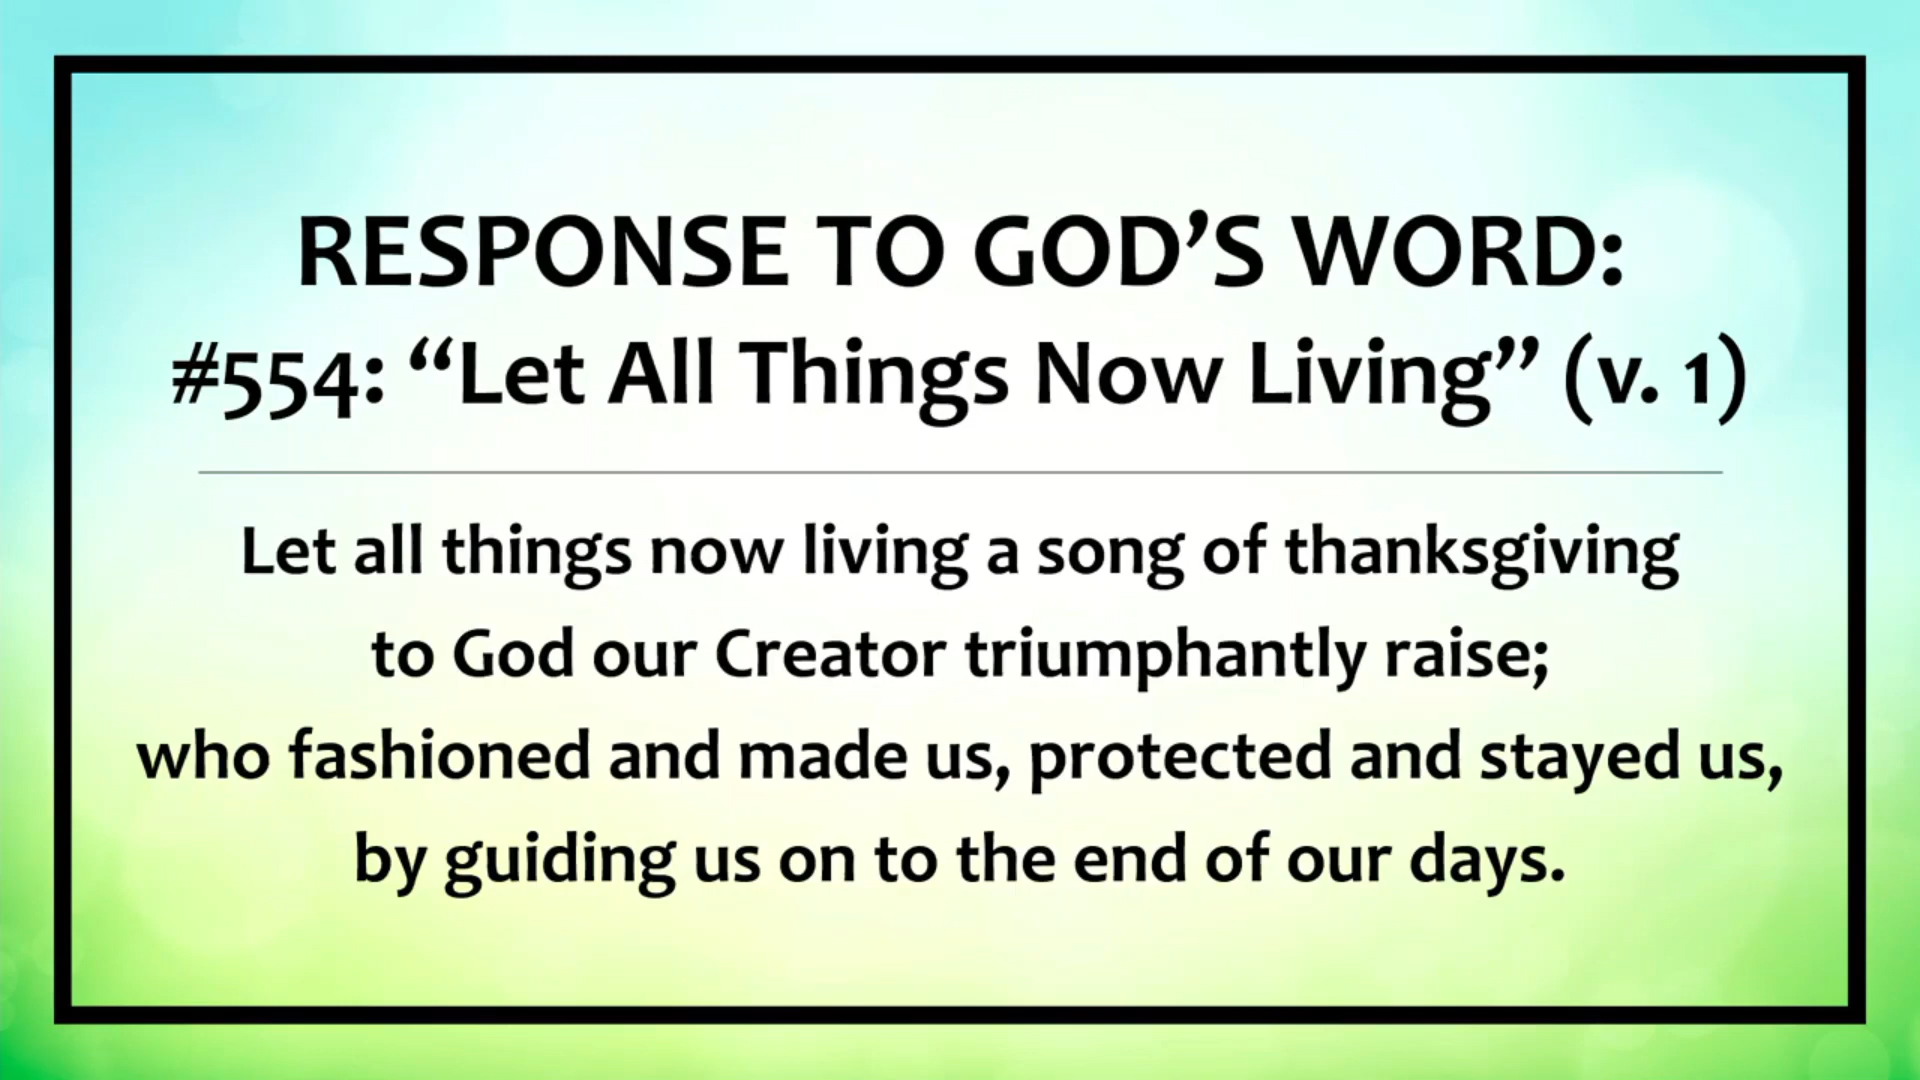 RESPONSE TO GOD’S WORD:
#554: “Let All Things Now Living” (v. 1)
Let all things now living a song of thanksgiving
to God our Creator triumphantly raise;
who fashioned and made us, protected and stayed us,
by guiding us on to the end of our days.